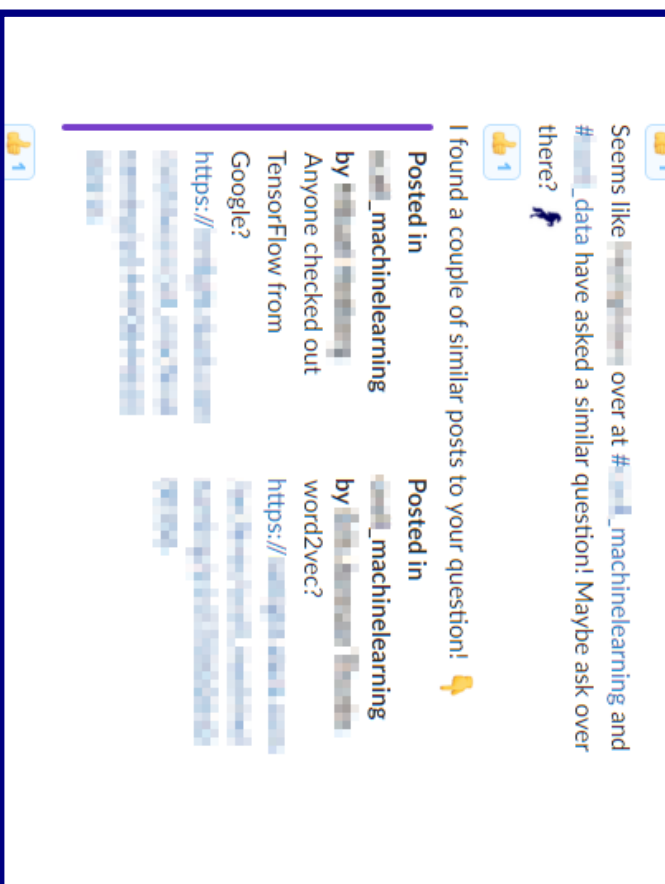 1
Seems like over at #_machinelearning and
#_data have asked a similar question! Maybe ask over
there?
1
I found a couple of similar posts to your question!
Posted in
_machinelearning
by
Anyone checked out
TensorFlow from
Google?
https://
Posted in
_machinelearning
by
word2vec?
https://
1